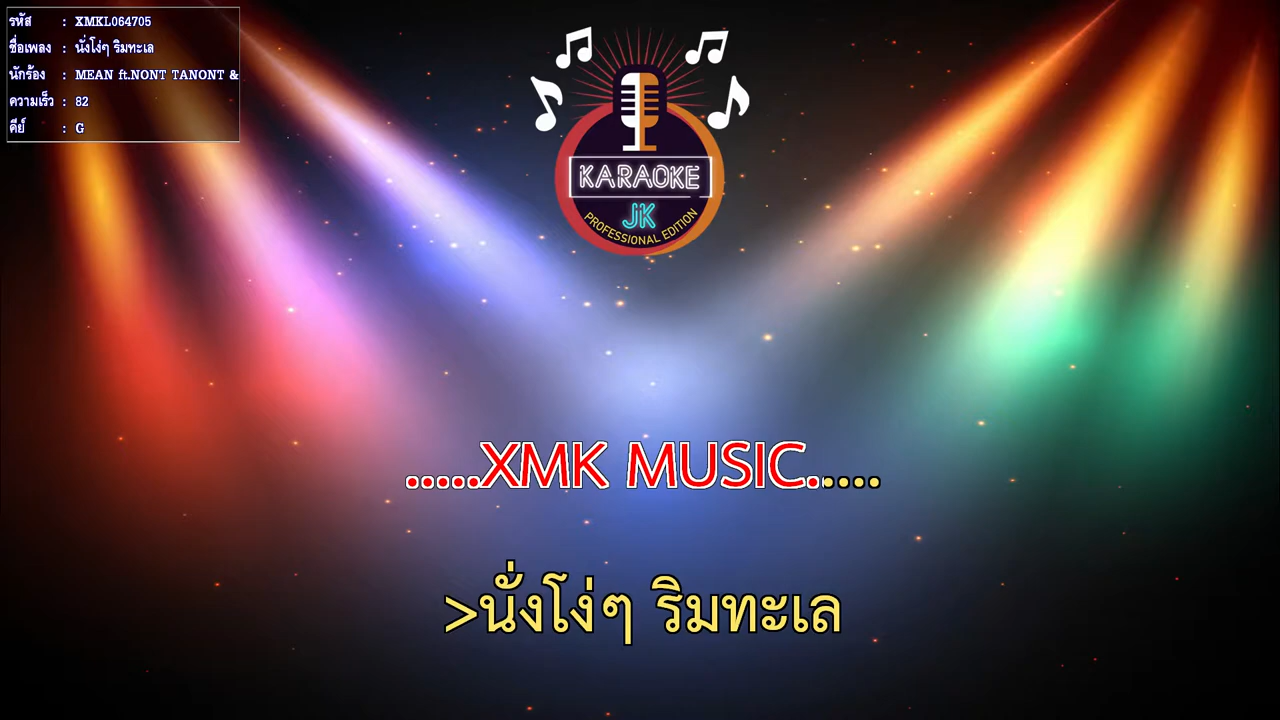 รหัส : XMKL064705
ชื่อเพลง : นั่งโง่ๆ ริมทะเล
นักร้อง : MEAN ft.NONT TANONT &
ความเร็ว : 82
คีย์ : G
KARAOKE
JK
PROFESSIONAL EDITION
.....XMK MUSIC.....
>นั่งโง่ๆ ริมทะเล